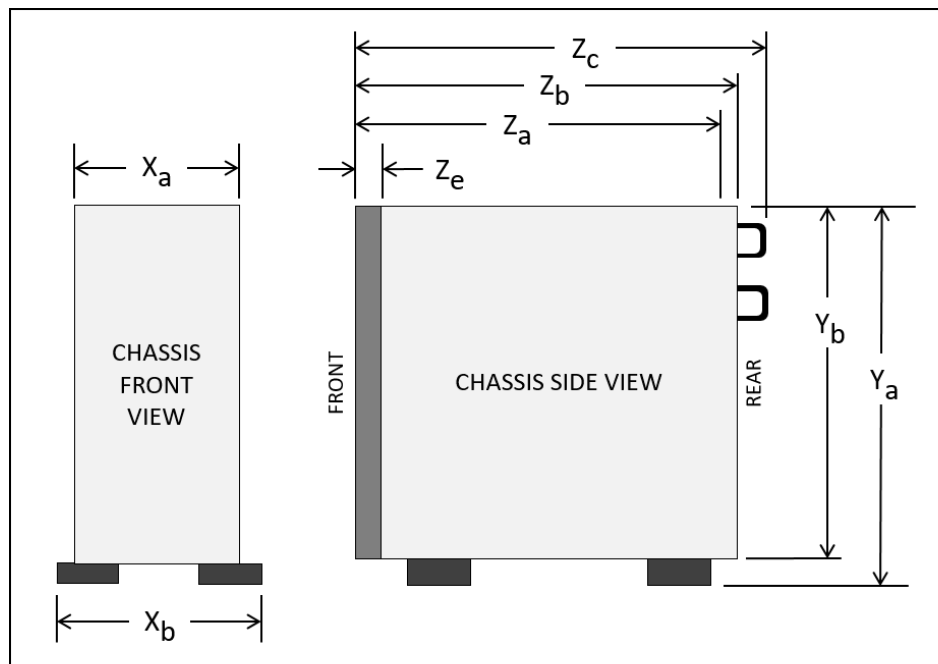 Zc
Zb
Za
Xa
Ze
CHASSIS
FRONT
VIEW
FRONT
CHASSIS SIDE VIEW
REAR
Yb
Ya
Xb